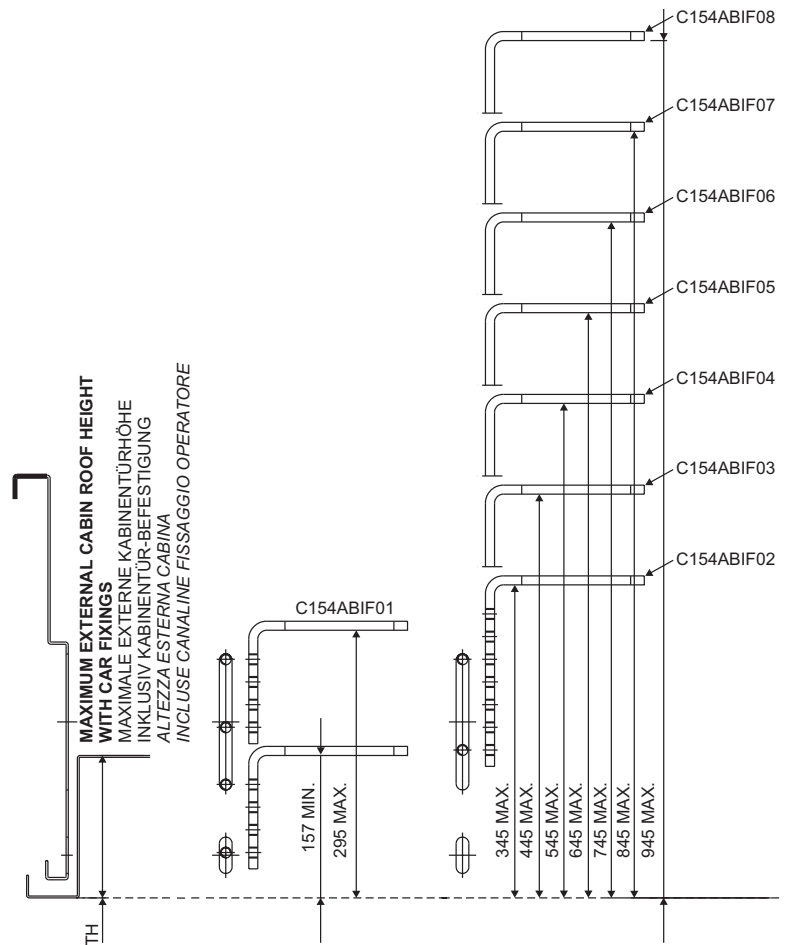 C154ABIF08
C154ABIF07
C154ABIF06
C154ABIF05
C154ABIF04
C154ABIF03
C154ABIF02
C154ABIF01
MAXIMUM EXTERNAL CABIN ROOF HEIGHT
WITH CAR FIXINGS
MAXIMALE EXTERNE KABINENTÜRHÖHE
INKLUSIV KABINENTÜR-BEFESTIGUNG
ALTEZZA ESTERNA CABINA
INCLUSE CANALINE FISSAGGIO OPERATORE
157 MIN.
295 MAX.
345 MAX.
445 MAX.
545 MAX.
645 MAX.
745 MAX.
845 MAX.
945 MAX.
TH